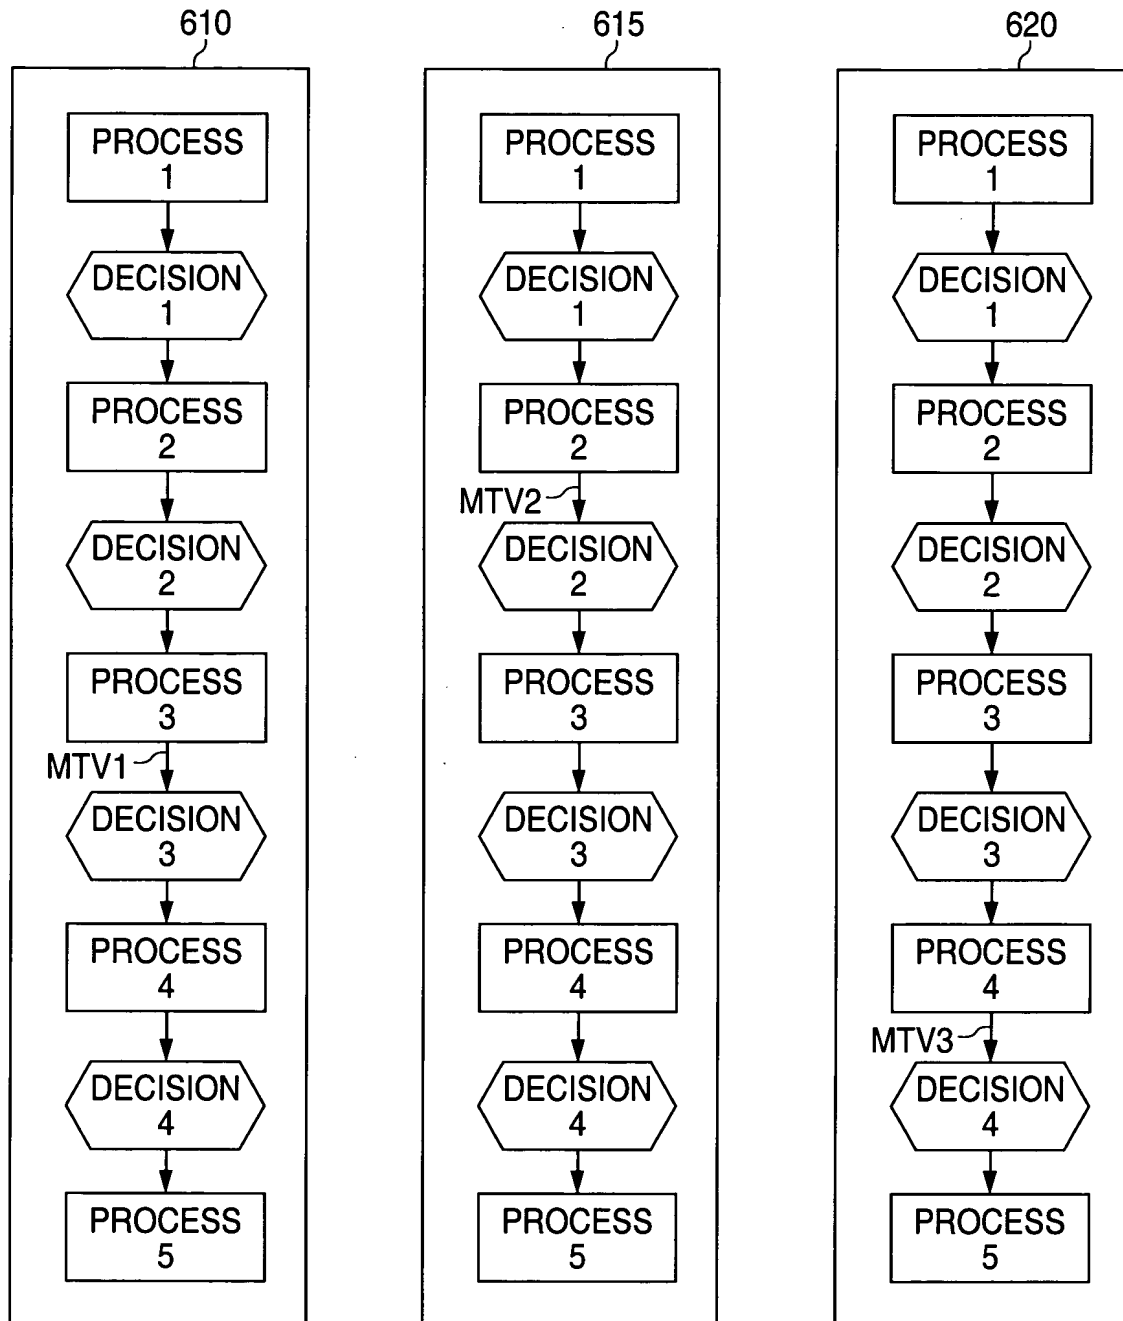 610
PROCESS
1
DECISION
1
PROCESS
2
DECISION
2
PROCESS
3
MTV1
DECISION
3
PROCESS
4
DECISION
4
PROCESS
5
615
PROCESS
1
DECISION
1
PROCESS
2
MTV2
DECISION
2
PROCESS
3
DECISION
3
PROCESS
4
DECISION
4
PROCESS
5
620
PROCESS
1
DECISION
1
PROCESS
2
DECISION
2
PROCESS
3
DECISION
3
PROCESS
4
MTV3
DECISION
4
PROCESS
5